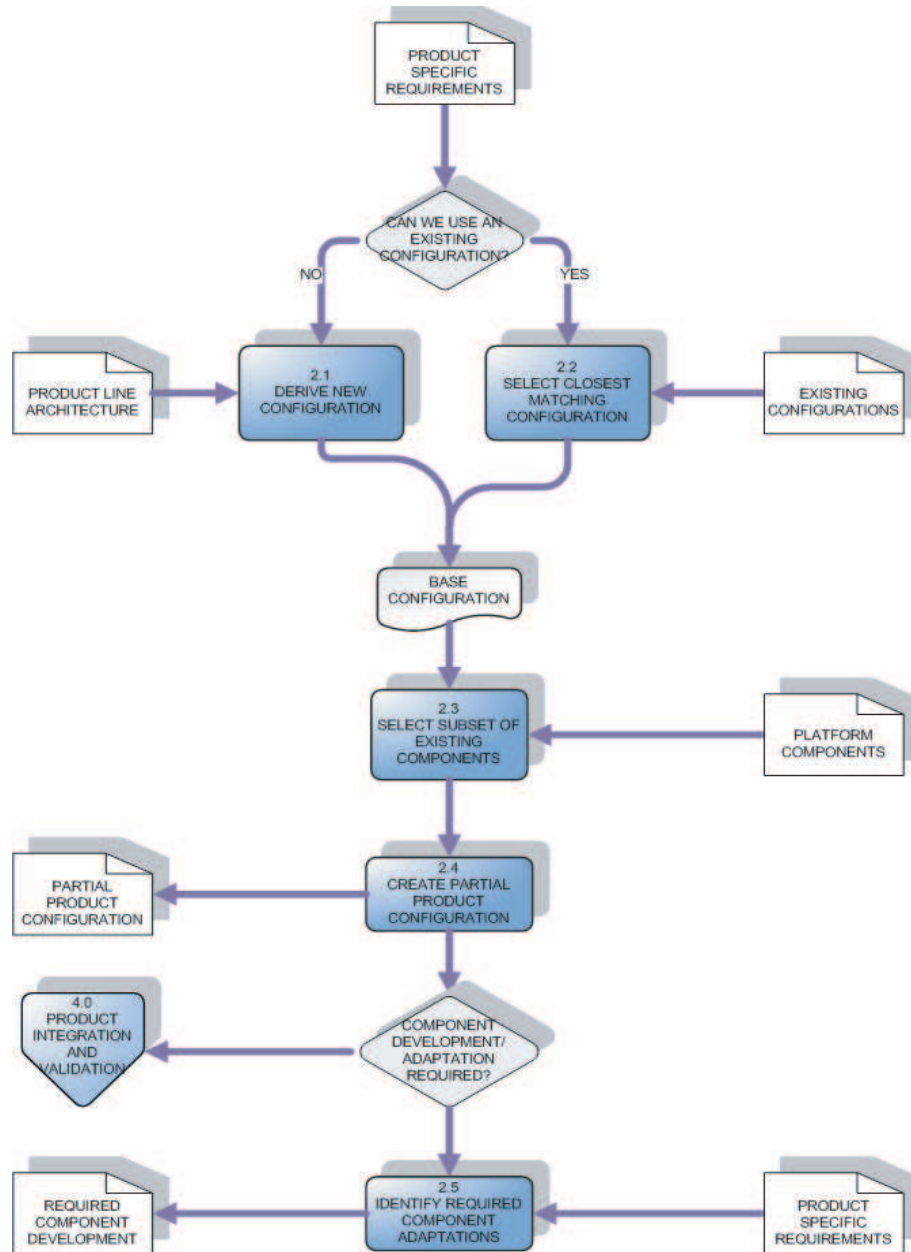 PRODUCT
SPECIFIC
REQUIREMENTS
CAN WE USE AN
EXISTING
CONFIGURATION?
NO
YES
PRODUCT LINE
ARCHITECTURE
2.1
DERIVE NEW
CONFIGURATION
2.2
SELECT CLOSEST
MATCHING
CONFIGURATION
EXISTING
CONFIGURATIONS
BASE
CONFIGURATION
2.3
SELECT SUBSET OF
EXISTING
COMPONENTS
PLATFORM
COMPONENTS
PARTIAL
PRODUCT
CONFIGURATION
2.4
CREATE PARTIAL
PRODUCT
CONFIGURATION
4.0
PRODUCT
INTEGRATION
AND
VALIDATION
COMPONENT
DEVELOPMENT/
ADAPTATION
REQUIRED?
REQUIRED
COMPONENT
DEVELOPMENT
2.5
IDENTIFY REQUIRED
COMPONENT
ADAPTATIONS
PRODUCT
SPECIFIC
REQUIREMENTS